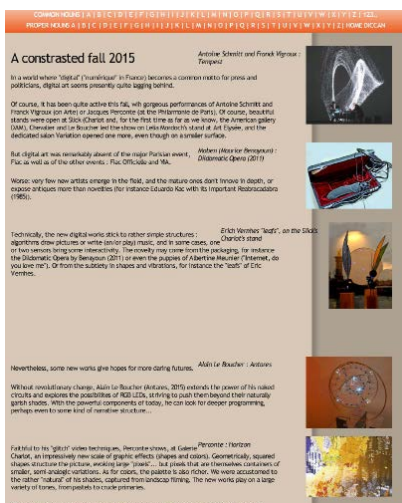 COMMON NOUNS | A | B | C | D | E | F | G | H | I | J | K | L | M | N | O | P | Q | R | S | T | U | V | W | X | Y | Z | 123...
PROPER NOUNS A | B | C | D | E | F | G | H | I | J | K | L | M | N | O | P | Q | R | S | T | U | V | W | X | Y | Z | HOME DICCAN
A constrasted fall 2015
Antoine Schmitt and Franck Vigroux :
Tempest
In a world where "digital" ("numérique" in France) becomes a common motto for press and
politicians, digital art seems presently quite lagging behind.
Of course, it has been quite active this fall, wih gorgeous performances of Antoine Schmitt and
Franck Vigroux (on Arte) or Jacques Perconte (at the Philarmonie de Paris). Of course, beautiful
stands were open at Slick (Charlot and, for the first time as far as we know, the American gallery
DAM), Chevalier and Le Boucher led the show on Lelia Mordoch's stand at Art Elysée, and the
dedicated salon Variation opened one more, even though on a smaller surface.
Moben (Maurice Benayoun) :
Dildomatic Opera (2011)
But digital art was remarkably absent of the major Parisian event,
Fiac as well as of the other events : Fiac Officielle and YIA.
Worse: very few new artists emerge in the field, and the mature ones don't innove in depth, or
expose antiques more than novelties (for instance Eduardo Kac with its important Reabracadabra
(1985)).
Erich Vernhes "leafs", on the Slick's
Charlot's stand
Technically, the new digital works stick to rather simple structures :
algorithms draw pictures or write (an/or play) music, and in some cases, one
or two sensors bring some interactivity. The novelty may come from the packaging, for instance
the Dildomatic Opera by Benayoun (2011) or even the puppies of Albertine Meunier ("Internet, do
you love me"). Or from the subtlety in shapes and vibrations, for instance the "leafs" of Eric
Vernhes.
Alain Le Boucher : Antares
Nevertheless, some new works give hopes for more daring futures.
Without revolutionary change, Alain Le Boucher (Antares, 2015) extends the power of his naked
circuits and explores the possibilites of RGB LEDs, striving to push them beyond their naturally
garish shades. With the powerful components of today, he can look for deeper programming,
perhaps even to some kind of narrative structure...
Perconte : Horizon
Faithful to his "glitch" video techniques, Perconte shows, at Galerie
Charlot, an impressively new scale of graphic effects (shapes and colors). Geometrically, squared
shapes structure the picture, evoking large "pixels"... but pixels that are themselves containers of
smaller, semi-analogic variations. As for colors, the palette is also richer. We were accustomed to
the rather "natural" of his shades, captured from landscap filming. The new works play on a large
variety of tones, from pastels to crude primaries.